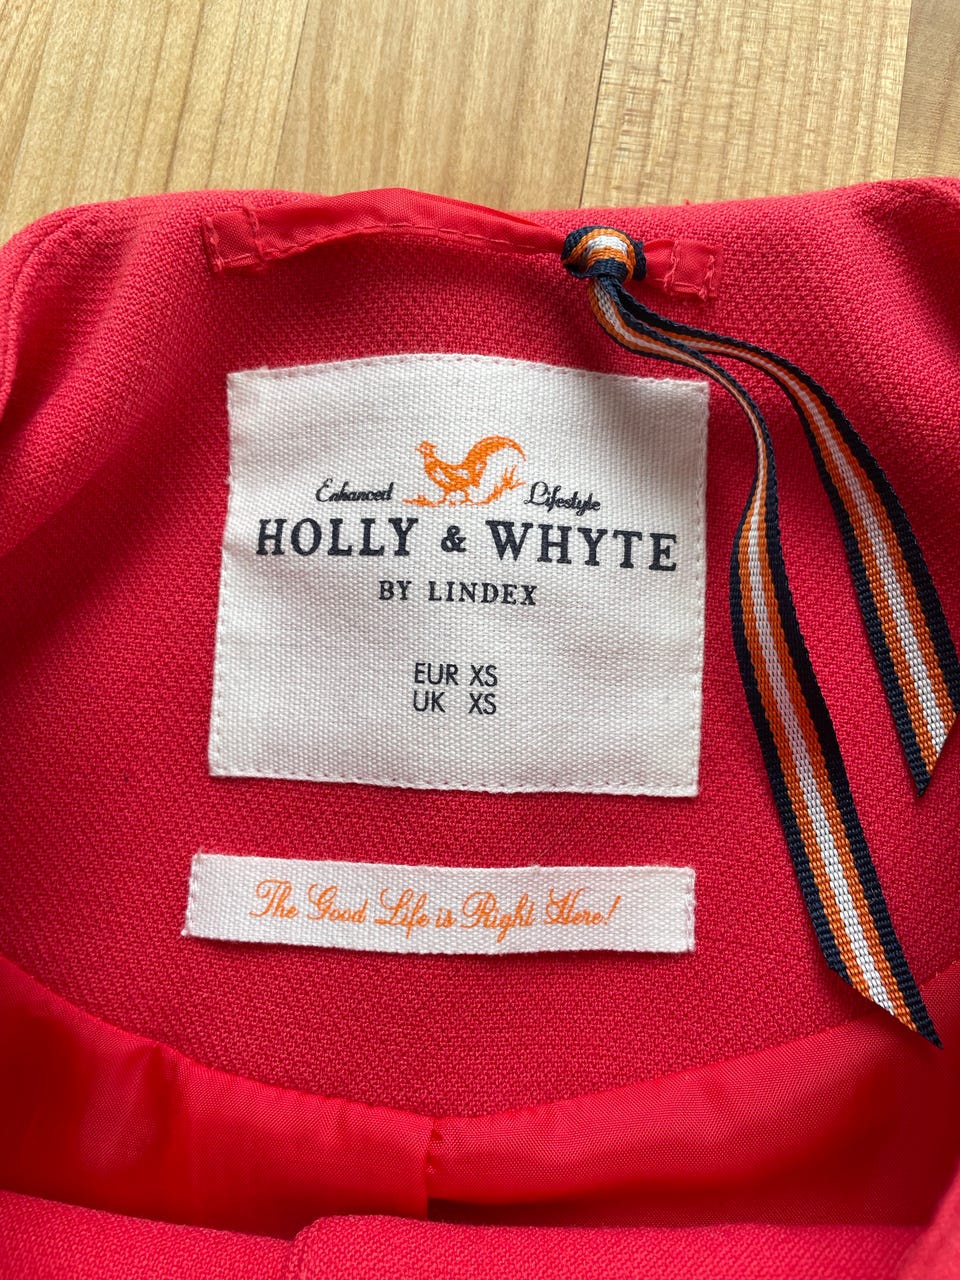 Enhanced Lifestyle
HOLLY & WHYTE
BY LINDEX
EUR XS
UK XS
The Good Life is Right Here!